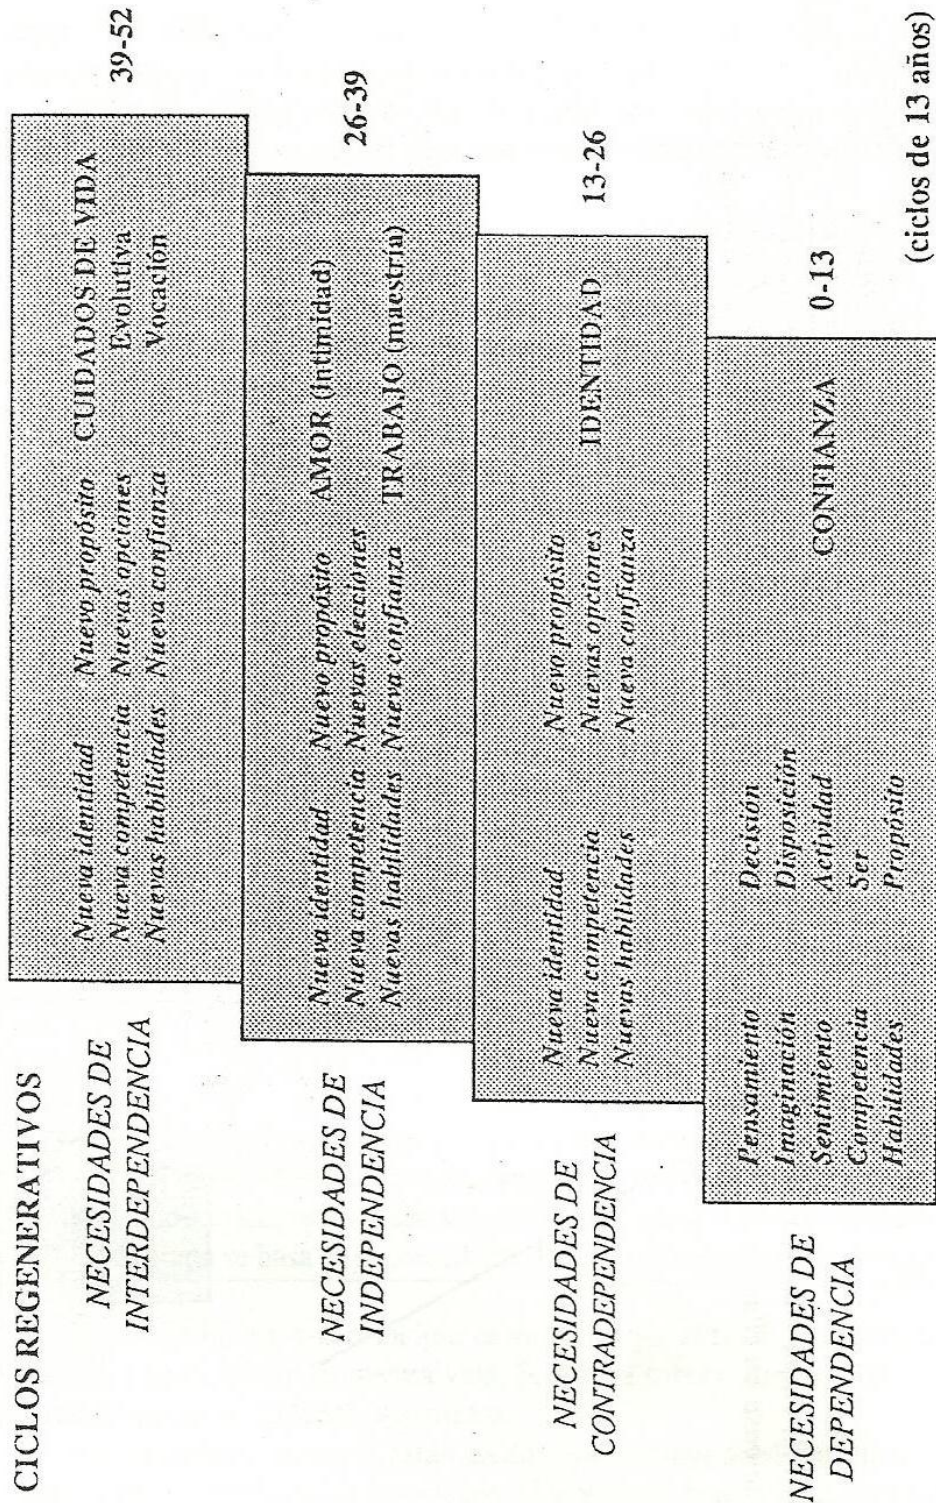 CICLOS REGENERATIVOS
NECESIDADES DE
INTERDEPENDENCIA
Nueva identidad Nuevo propósito CUIDADOS DE VIDA
Nueva competencia Nuevas opciones Evolutiva
Nuevas habilidades Nueva confianza Vocación
39-52
NECESIDADES DE
INDEPENDENCIA
Nueva identidad Nuevo propósito AMOR (Intimidad)
Nueva competencia Nuevas elecciones
Nuevas habilidades Nueva confianza TRABAJO (maestria)
26-39
NECESIDADES DE
CONTRADEPENDENCIA
Nueva identidad Nuevo propósito
Nueva competencia Nuevas opciones IDENTIDAD
Nuevas habilidades Nueva confianza
13-26
NECESIDADES DE
DEPENDENCIA
Pensamiento Decisión
Imaginación Disposición
Sentimiento Actividad CONFIANZA
Competencia Ser
Habilidades Propósito
0-13
(ciclos de 13 años)